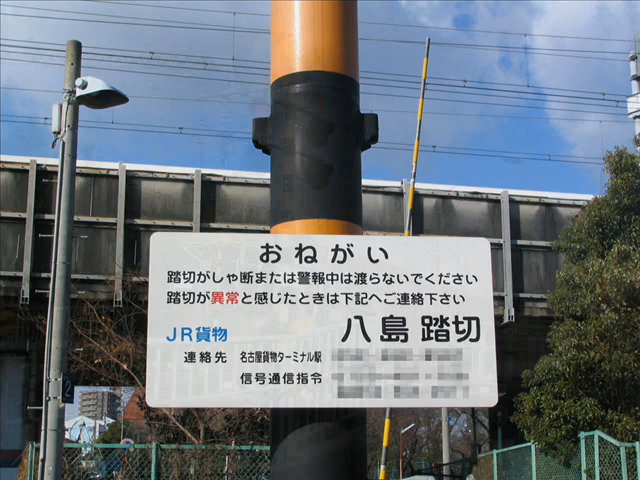 おねがい
踏切がしゃ断または警報中は渡らないでください
踏切が異常と感じたときは下記へご連絡下さい
JR貨物 八島 踏切
連絡先 名古屋貨物ターミナル駅
信号通信指令
2